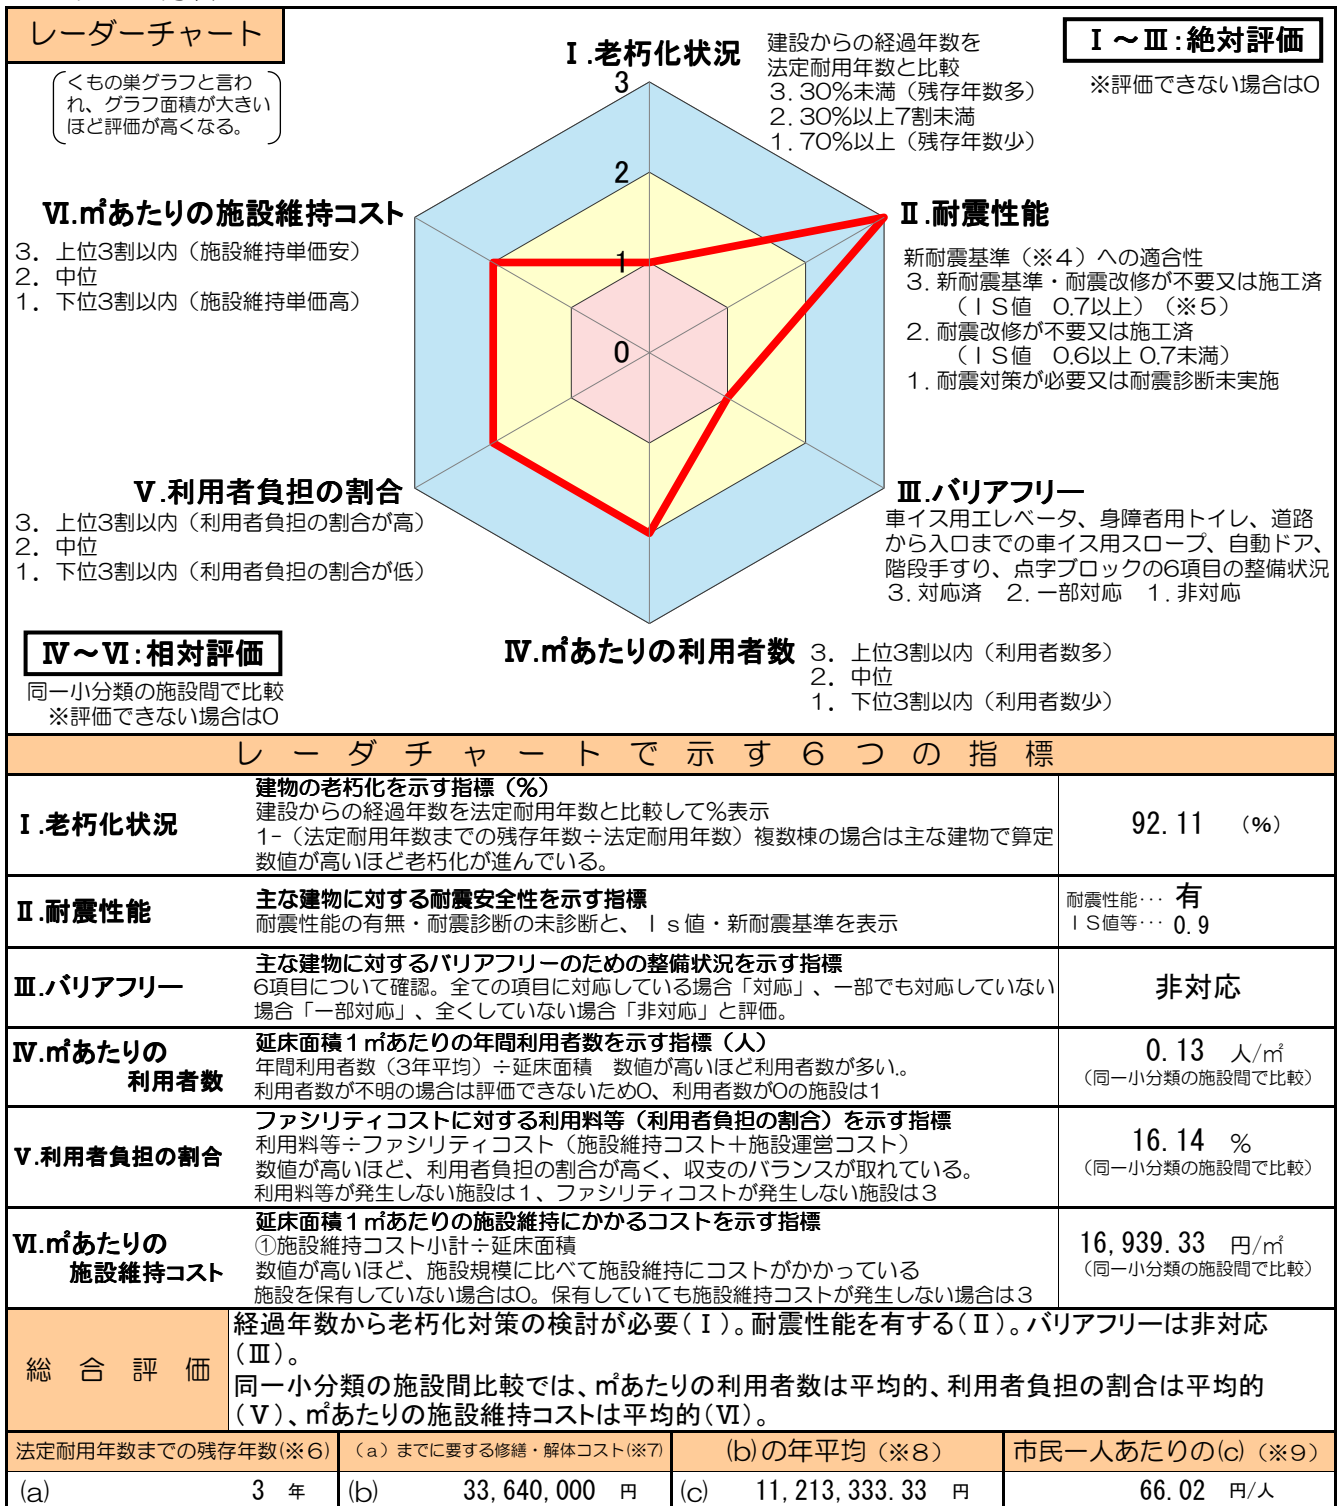 レーダーチャート
くもの巣グラフと言わ
れ、グラフ面積が大きい
ほど評価が高くなる。
Ⅰ～Ⅲ:絶対評価
※評価できない場合は0
Ⅰ.老朽化状況
建設からの経過年数を
法定耐用年数と比較
3. 30%未満（残存年数多）
2. 30%以上7割未満
1. 70%以上（残存年数少）
3
2
1
0
Ⅱ.耐震性能
新耐震基準（※4）への適合性
3. 新耐震基準・耐震改修が不要又は施工済
（ＩＳ値　0.7以上）（※5）
2. 耐震改修が不要又は施工済
（ＩＳ値　0.6以上 0.7未満）
1. 耐震対策が必要又は耐震診断未実施
Ⅵ.㎡あたりの施設維持コスト
3. 上位3割以内（施設維持単価安）
2. 中位
1. 下位3割以内（施設維持単価高）
Ⅴ.利用者負担の割合
3. 上位3割以内（利用者負担の割合が高）
2. 中位
1. 下位3割以内（利用者負担の割合が低）
Ⅲ.バリアフリー
車イス用エレベータ、身障者用トイレ、道路
から入口までの車イス用スロープ、自動ドア、
階段手すり、点字ブロックの6項目の整備状況
3. 対応済　2. 一部対応　1. 非対応
Ⅳ～Ⅵ:相対評価
同一小分類の施設間で比較
※評価できない場合は0
Ⅳ.㎡あたりの利用者数
3. 上位3割以内（利用者数多）
2. 中位
1. 下位3割以内（利用者数少）
レーダチャートで示す6つの指標
Ⅰ.老朽化状況
建物の老朽化を示す指標（%）
建設からの経過年数を法定耐用年数と比較して%表示
1-（法定耐用年数までの残存年数÷法定耐用年数）複数棟の場合は主な建物で算定
数値が高いほど老朽化が進んでいる。
92.11　（%）
Ⅱ.耐震性能
主な建物に対する耐震安全性を示す指標
耐震性能の有無・耐震診断の未診断と、Ｉｓ値・新耐震基準を表示
耐震性能… 有
ＩＳ値等… 0.9
Ⅲ.バリアフリー
主な建物に対するバリアフリーのための整備状況を示す指標
6項目について確認。全ての項目に対応している場合「対応」、一部でも対応していない
場合「一部対応」、全くしていない場合「非対応」と評価。
非対応
Ⅳ.㎡あたりの
利用者数
延床面積１㎡あたりの年間利用者数を示す指標（人）
年間利用者数（3年平均）÷延床面積　数値が高いほど利用者数が多い。
利用者数が不明の場合は評価できないため0、利用者数が0の施設は1
0.13　人/㎡
（同一小分類の施設間で比較）
Ⅴ.利用者負担の割合
ファシリティコストに対する利用料等（利用者負担の割合）を示す指標
利用料等÷ファシリティコスト（施設維持コスト＋施設運営コスト）
数値が高いほど、利用者負担の割合が高く、収支のバランスが取れている。
利用料等が発生しない施設は１、ファシリティコストが発生しない施設は３
16.14　%
（同一小分類の施設間で比較）
Ⅵ.㎡あたりの
施設維持コスト
延床面積１㎡あたりの施設維持にかかるコストを示す指標
①施設維持コスト小計÷延床面積
数値が高いほど、施設規模に比べて施設維持にコストがかかっている
施設を保有していない場合は0。保有していても施設維持コストが発生しない場合は３
16,939.33　円/㎡
（同一小分類の施設間で比較）
総合評価
経過年数から老朽化対策の検討が必要(Ⅰ)。耐震性能を有する(Ⅱ)。バリアフリーは非対応
(Ⅲ)。
同一小分類の施設間比較では、㎡あたりの利用者数は平均的、利用者負担の割合は平均的
(Ⅴ)、㎡あたりの施設維持コストは平均的(Ⅵ)。
法定耐用年数までの残存年数(※6)
（a）までに要する修繕・解体コスト(※7)
(b)の年平均（※8）
市民一人あたりの(c)（※9）
(a)　3　年
(b)　33,640,000　円
(c)　11,213,333.33　円
66.02　円/人